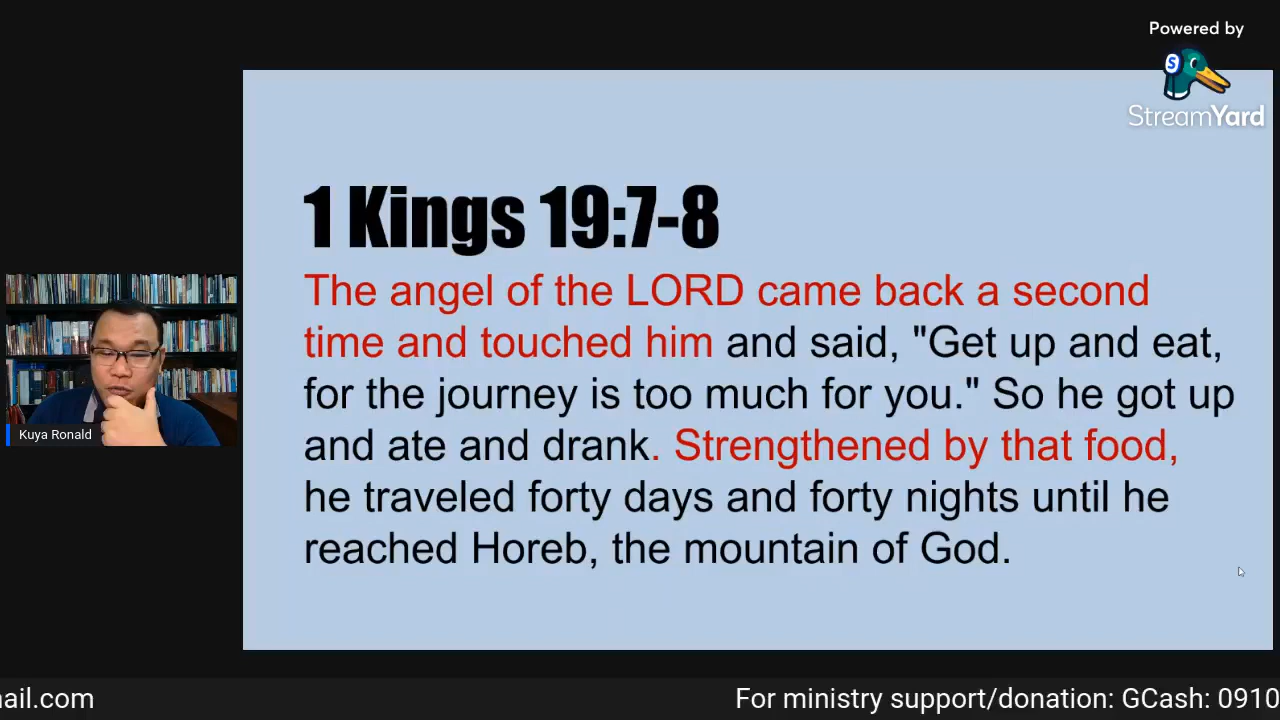 Powered by
S
StreamYard
1 Kings 19:7-8
The angel of the LORD came back a second
time and touched him and said, "Get up and eat,
for the journey is too much for you." So he got up
and ate and drank. Strengthened by that food,
he traveled forty days and forty nights until he
reached Horeb, the mountain of God.
Kuya Ronald
ail.com
For ministry support/donation: GCash: 0910